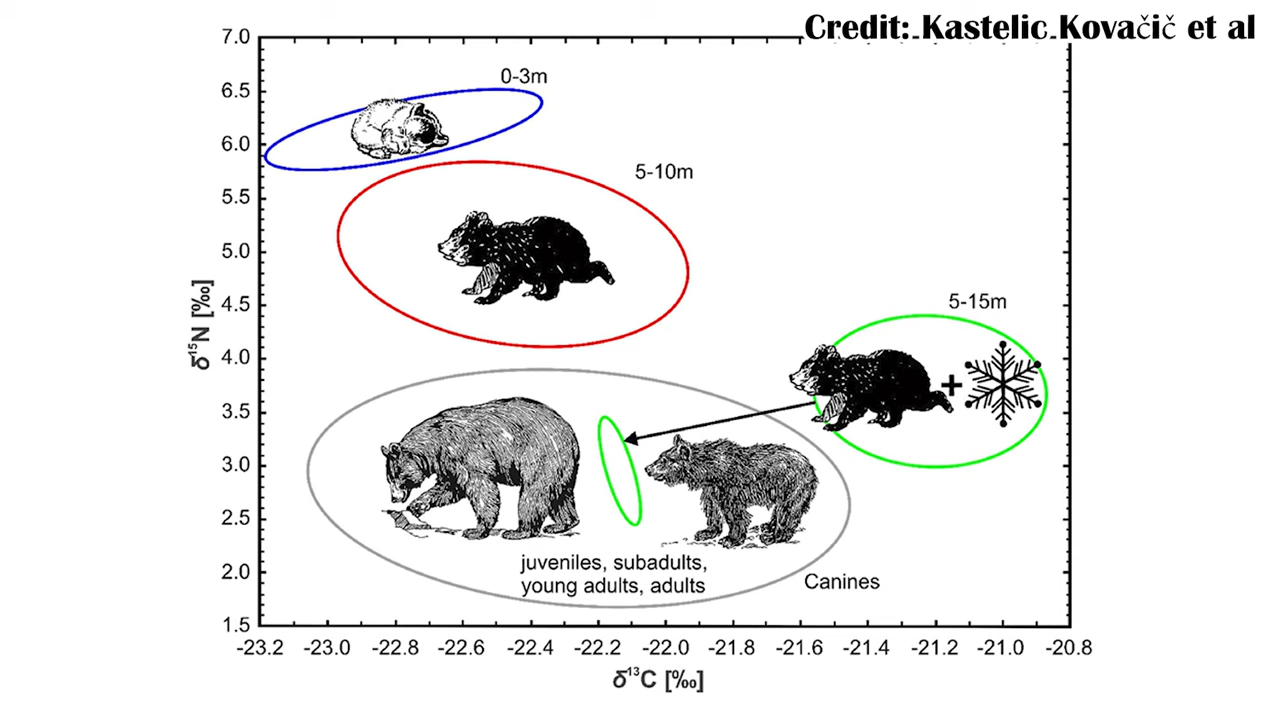 Credit: Kastelic Kovačič et al
7.0
0-3m
6.5
6.0
5-10m
5.5
5.0
4.5
5-15m
4.0
+
3.5
3.0
2.5
juveniles, subadults,
young adults, adults
Canines
2.0
1.5
δ¹⁵N [‰]
-23.2 -23.0 -22.8 -22.6 -22.4 -22.2 -22.0 -21.8 -21.6 -21.4 -21.2 -21.0 -20.8
δ¹³C [‰]